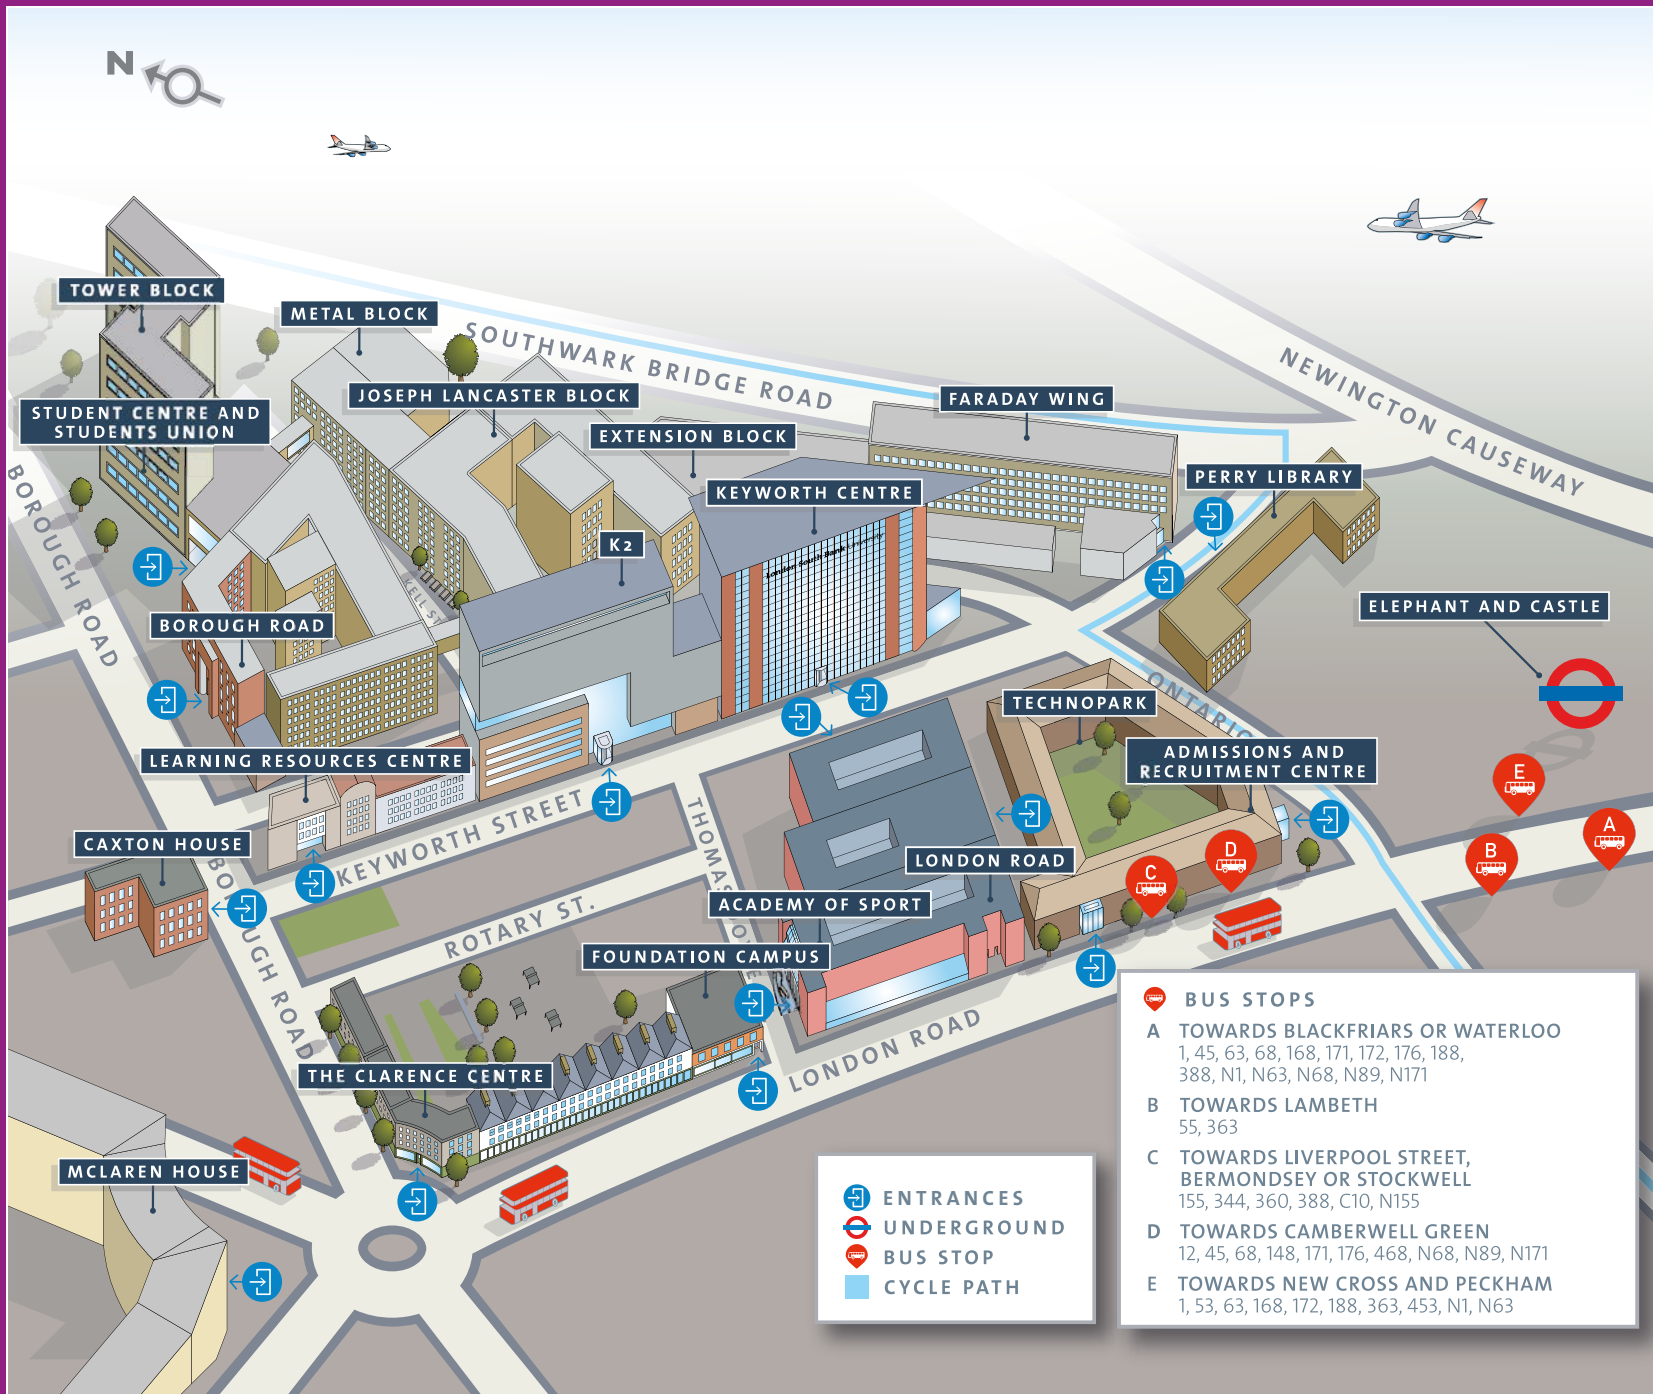 N
TOWER BLOCK
METAL BLOCK
SOUTHWARK BRIDGE ROAD
NEWINGTON CAUSEWAY
JOSEPH LANCASTER BLOCK
FARADAY WING
STUDENT CENTRE AND
STUDENTS UNION
EXTENSION BLOCK
PERRY LIBRARY
KEYWORTH CENTRE
BOROUGH ROAD
K2
London South Bank University
KELL ST.
ELEPHANT AND CASTLE
BOROUGH ROAD
ONTARIO
TECHNOPARK
LEARNING RESOURCES CENTRE
ADMISSIONS AND
RECRUITMENT CENTRE
E
A
B
C
D
KEYWORTH STREET
THOMAS
CAXTON HOUSE
LONDON ROAD
BOROUGH ROAD
ACADEMY OF SPORT
ROTARY ST.
FOUNDATION CAMPUS
LONDON ROAD
THE CLARENCE CENTRE
MCLAREN HOUSE
ENTRANCES
UNDERGROUND
BUS STOP
CYCLE PATH
BUS STOPS
A TOWARDS BLACKFRIARS OR WATERLOO
1, 45, 63, 68, 168, 171, 172, 176, 188,
388, N1, N63, N68, N89, N171
B TOWARDS LAMBETH
55, 363
C TOWARDS LIVERPOOL STREET,
BERMONDSEY OR STOCKWELL
155, 344, 360, 388, C10, N155
D TOWARDS CAMBERWELL GREEN
12, 45, 68, 148, 171, 176, 468, N68, N89, N171
E TOWARDS NEW CROSS AND PECKHAM
1, 53, 63, 168, 172, 188, 363, 453, N1, N63